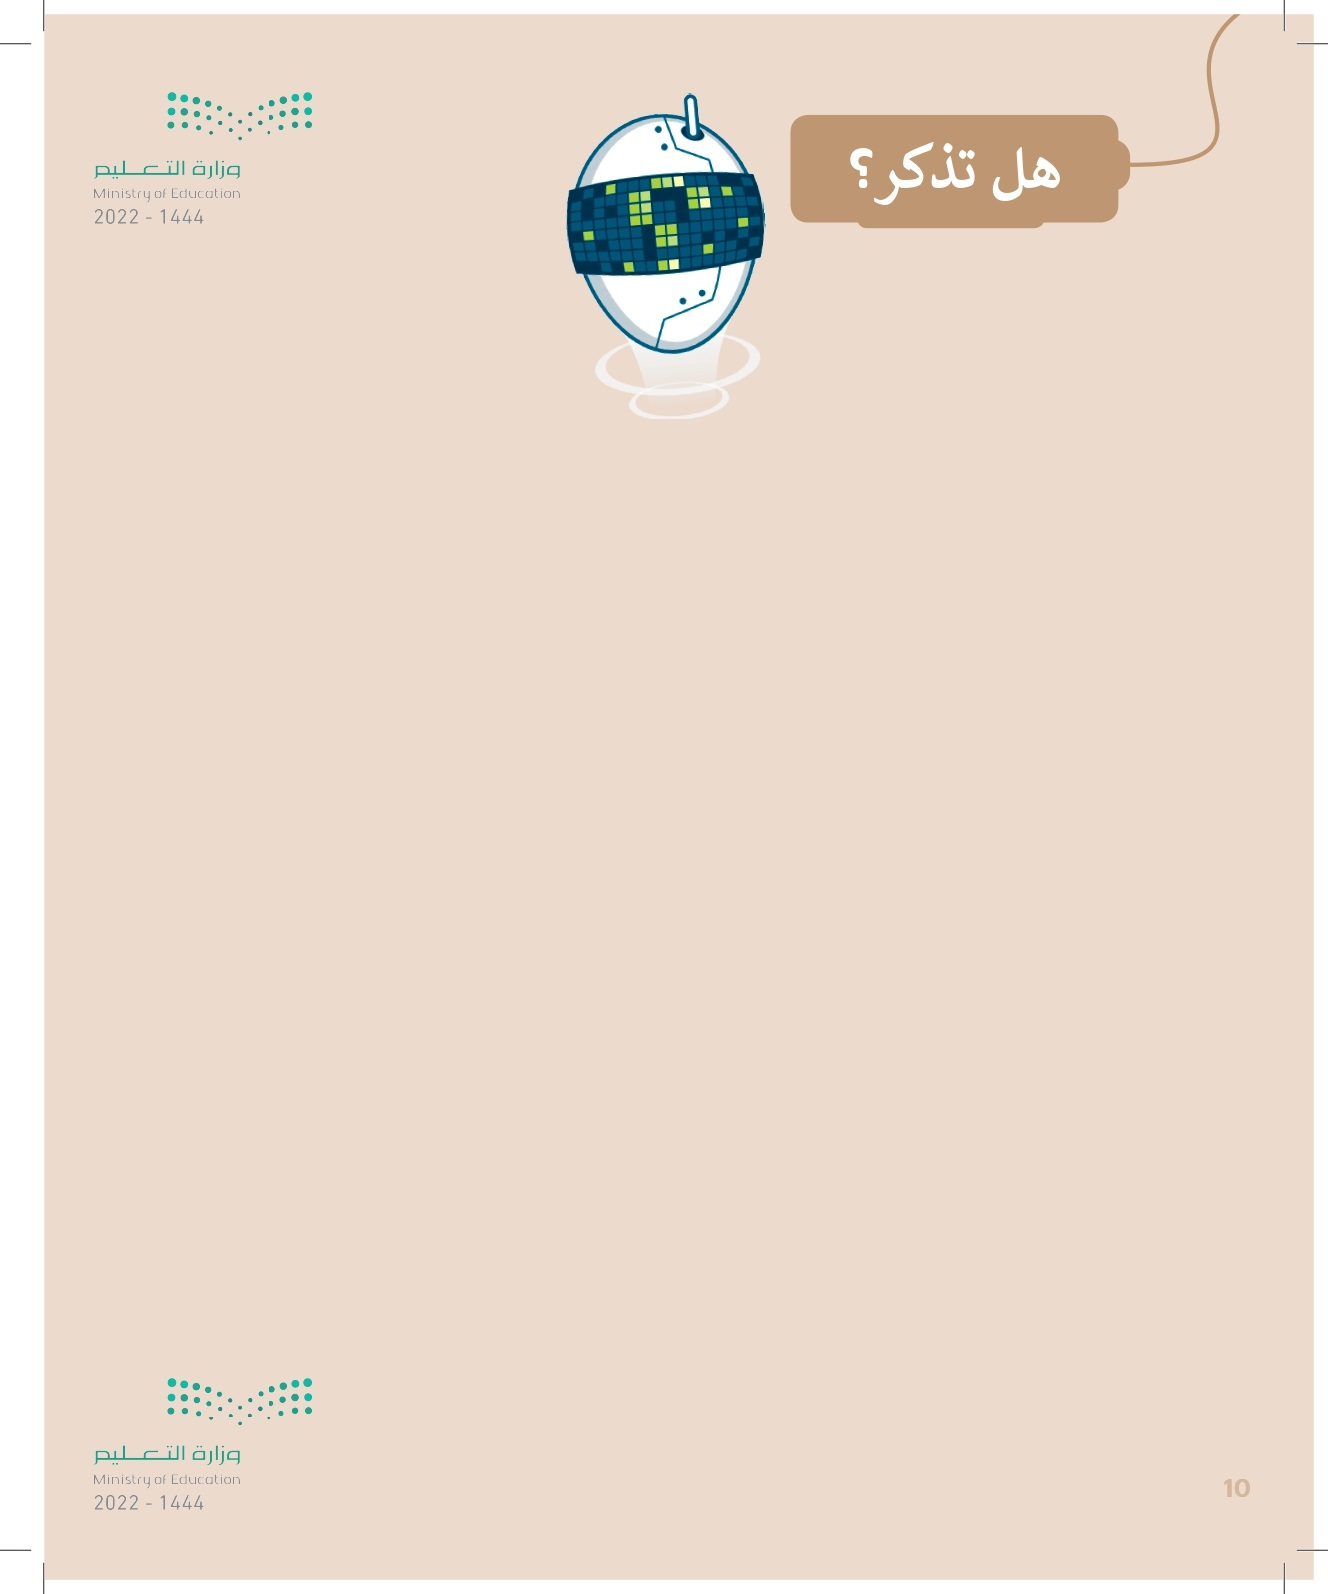 هل تذكر؟
وزارة التعليم
Ministry of Education
2022 - 1444
وزارة التعليم
Ministry of Education
2022 - 1444
10